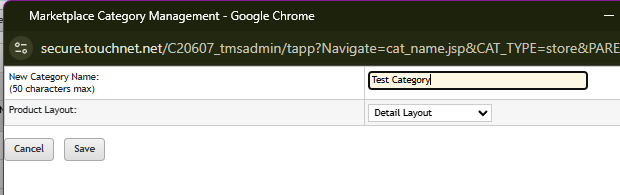 Marketplace Category Management - Google Chrome
secure.touchnet.net/C20607_tmsadmin/tapp?Navigate=cat_name.jsp&CAT_TYPE=store&PARE
New Category Name: Test Category
(50 characters max)
Product Layout: Detail Layout
Cancel Save